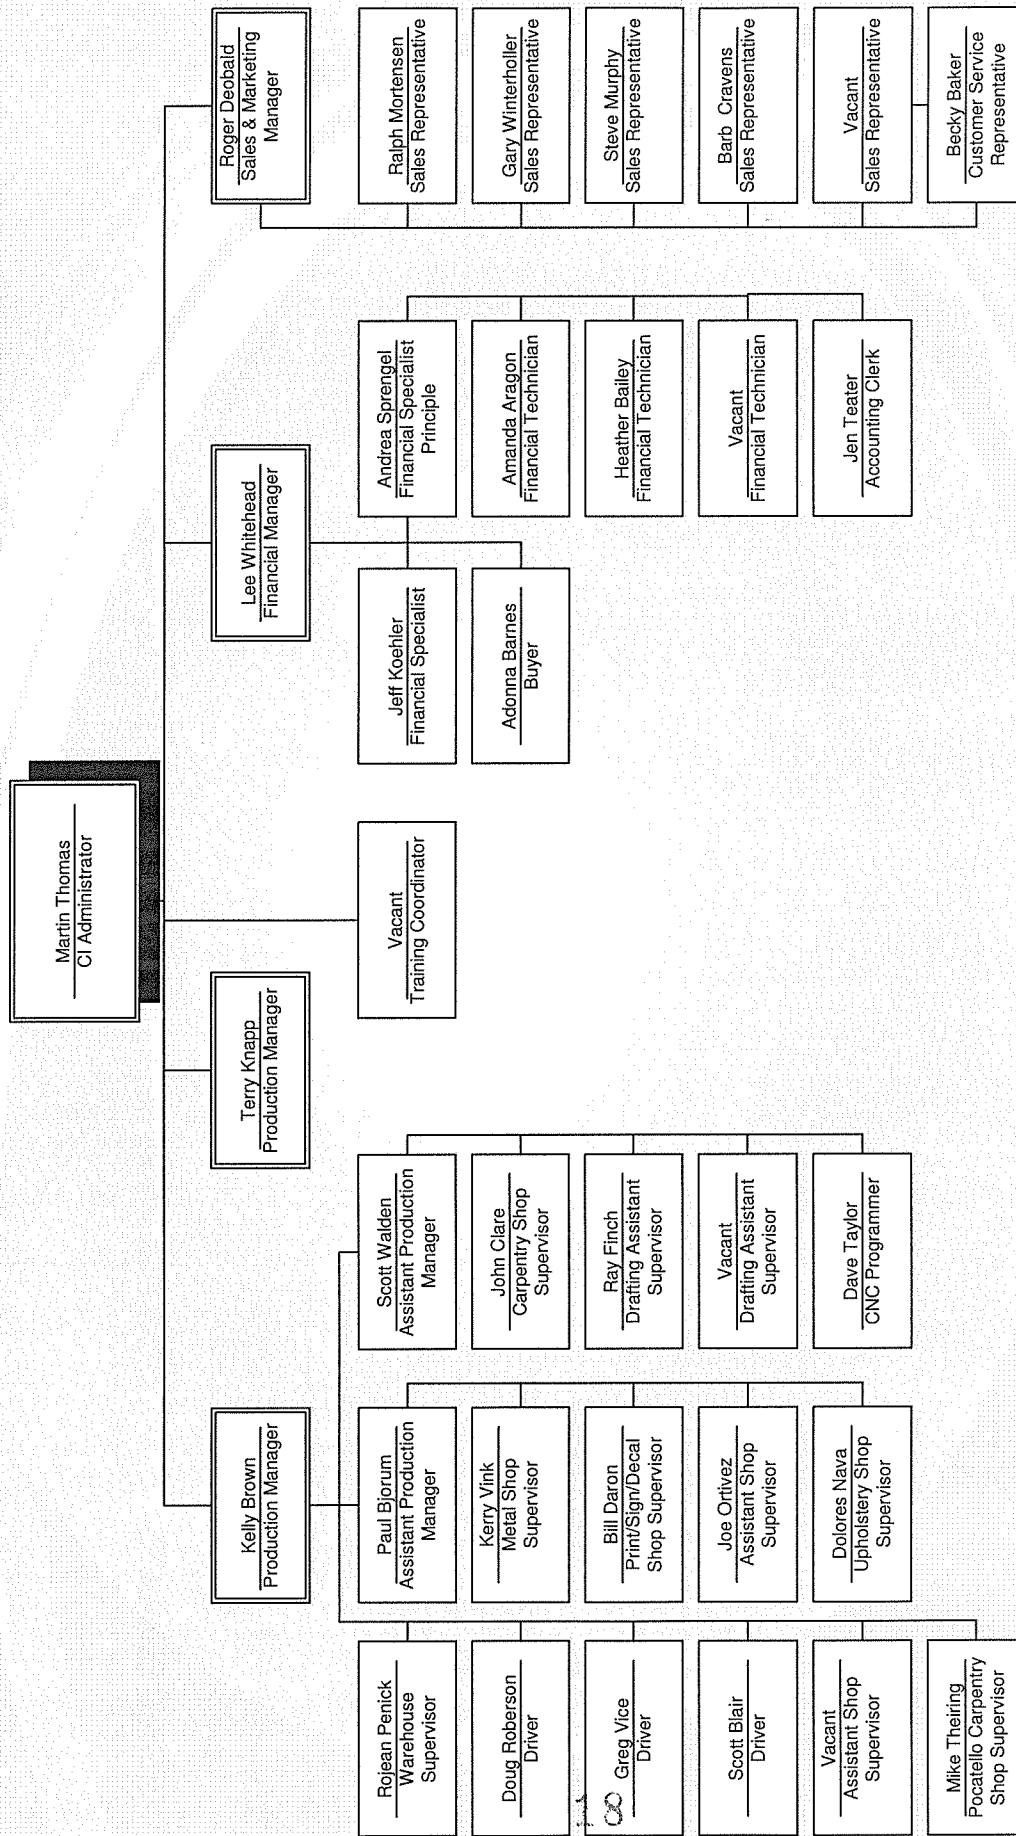 Martin Thomas
CI Administrator
Kelly Brown
Production Manager
Terry Knapp
Production Manager
Lee Whitehead
Financial Manager
Roger Deobald
Sales & Marketing
Manager
Rojean Penick
Warehouse
Supervisor
Doug Roberson
Driver
Greg Vice
Driver
Scott Blair
Driver
Vacant
Assistant Shop
Supervisor
Mike Theiring
Pocatello Carpentry
Shop Supervisor
Paul Bjorum
Assistant Production
Manager
Kerry Vink
Metal Shop
Supervisor
Bill Daron
Print/Sign/Decal
Shop Supervisor
Joe Ortivez
Assistant Shop
Supervisor
Dolores Nava
Upholstery Shop
Supervisor
Scott Walden
Assistant Production
Manager
John Clare
Carpentry Shop
Supervisor
Ray Finch
Drafting Assistant
Supervisor
Vacant
Drafting Assistant
Supervisor
Dave Taylor
CNC Programmer
Vacant
Training Coordinator
Jeff Koehler
Financial Specialist
Adonna Barnes
Buyer
Andrea Sprengel
Financial Specialist
Principle
Amanda Aragon
Financial Technician
Heather Bailey
Financial Technician
Vacant
Financial Technician
Jen Teater
Accounting Clerk
Ralph Mortensen
Sales Representative
Gary Winterholler
Sales Representative
Steve Murphy
Sales Representative
Barb Cravens
Sales Representative
Vacant
Sales Representative
Becky Baker
Customer Service
Representative